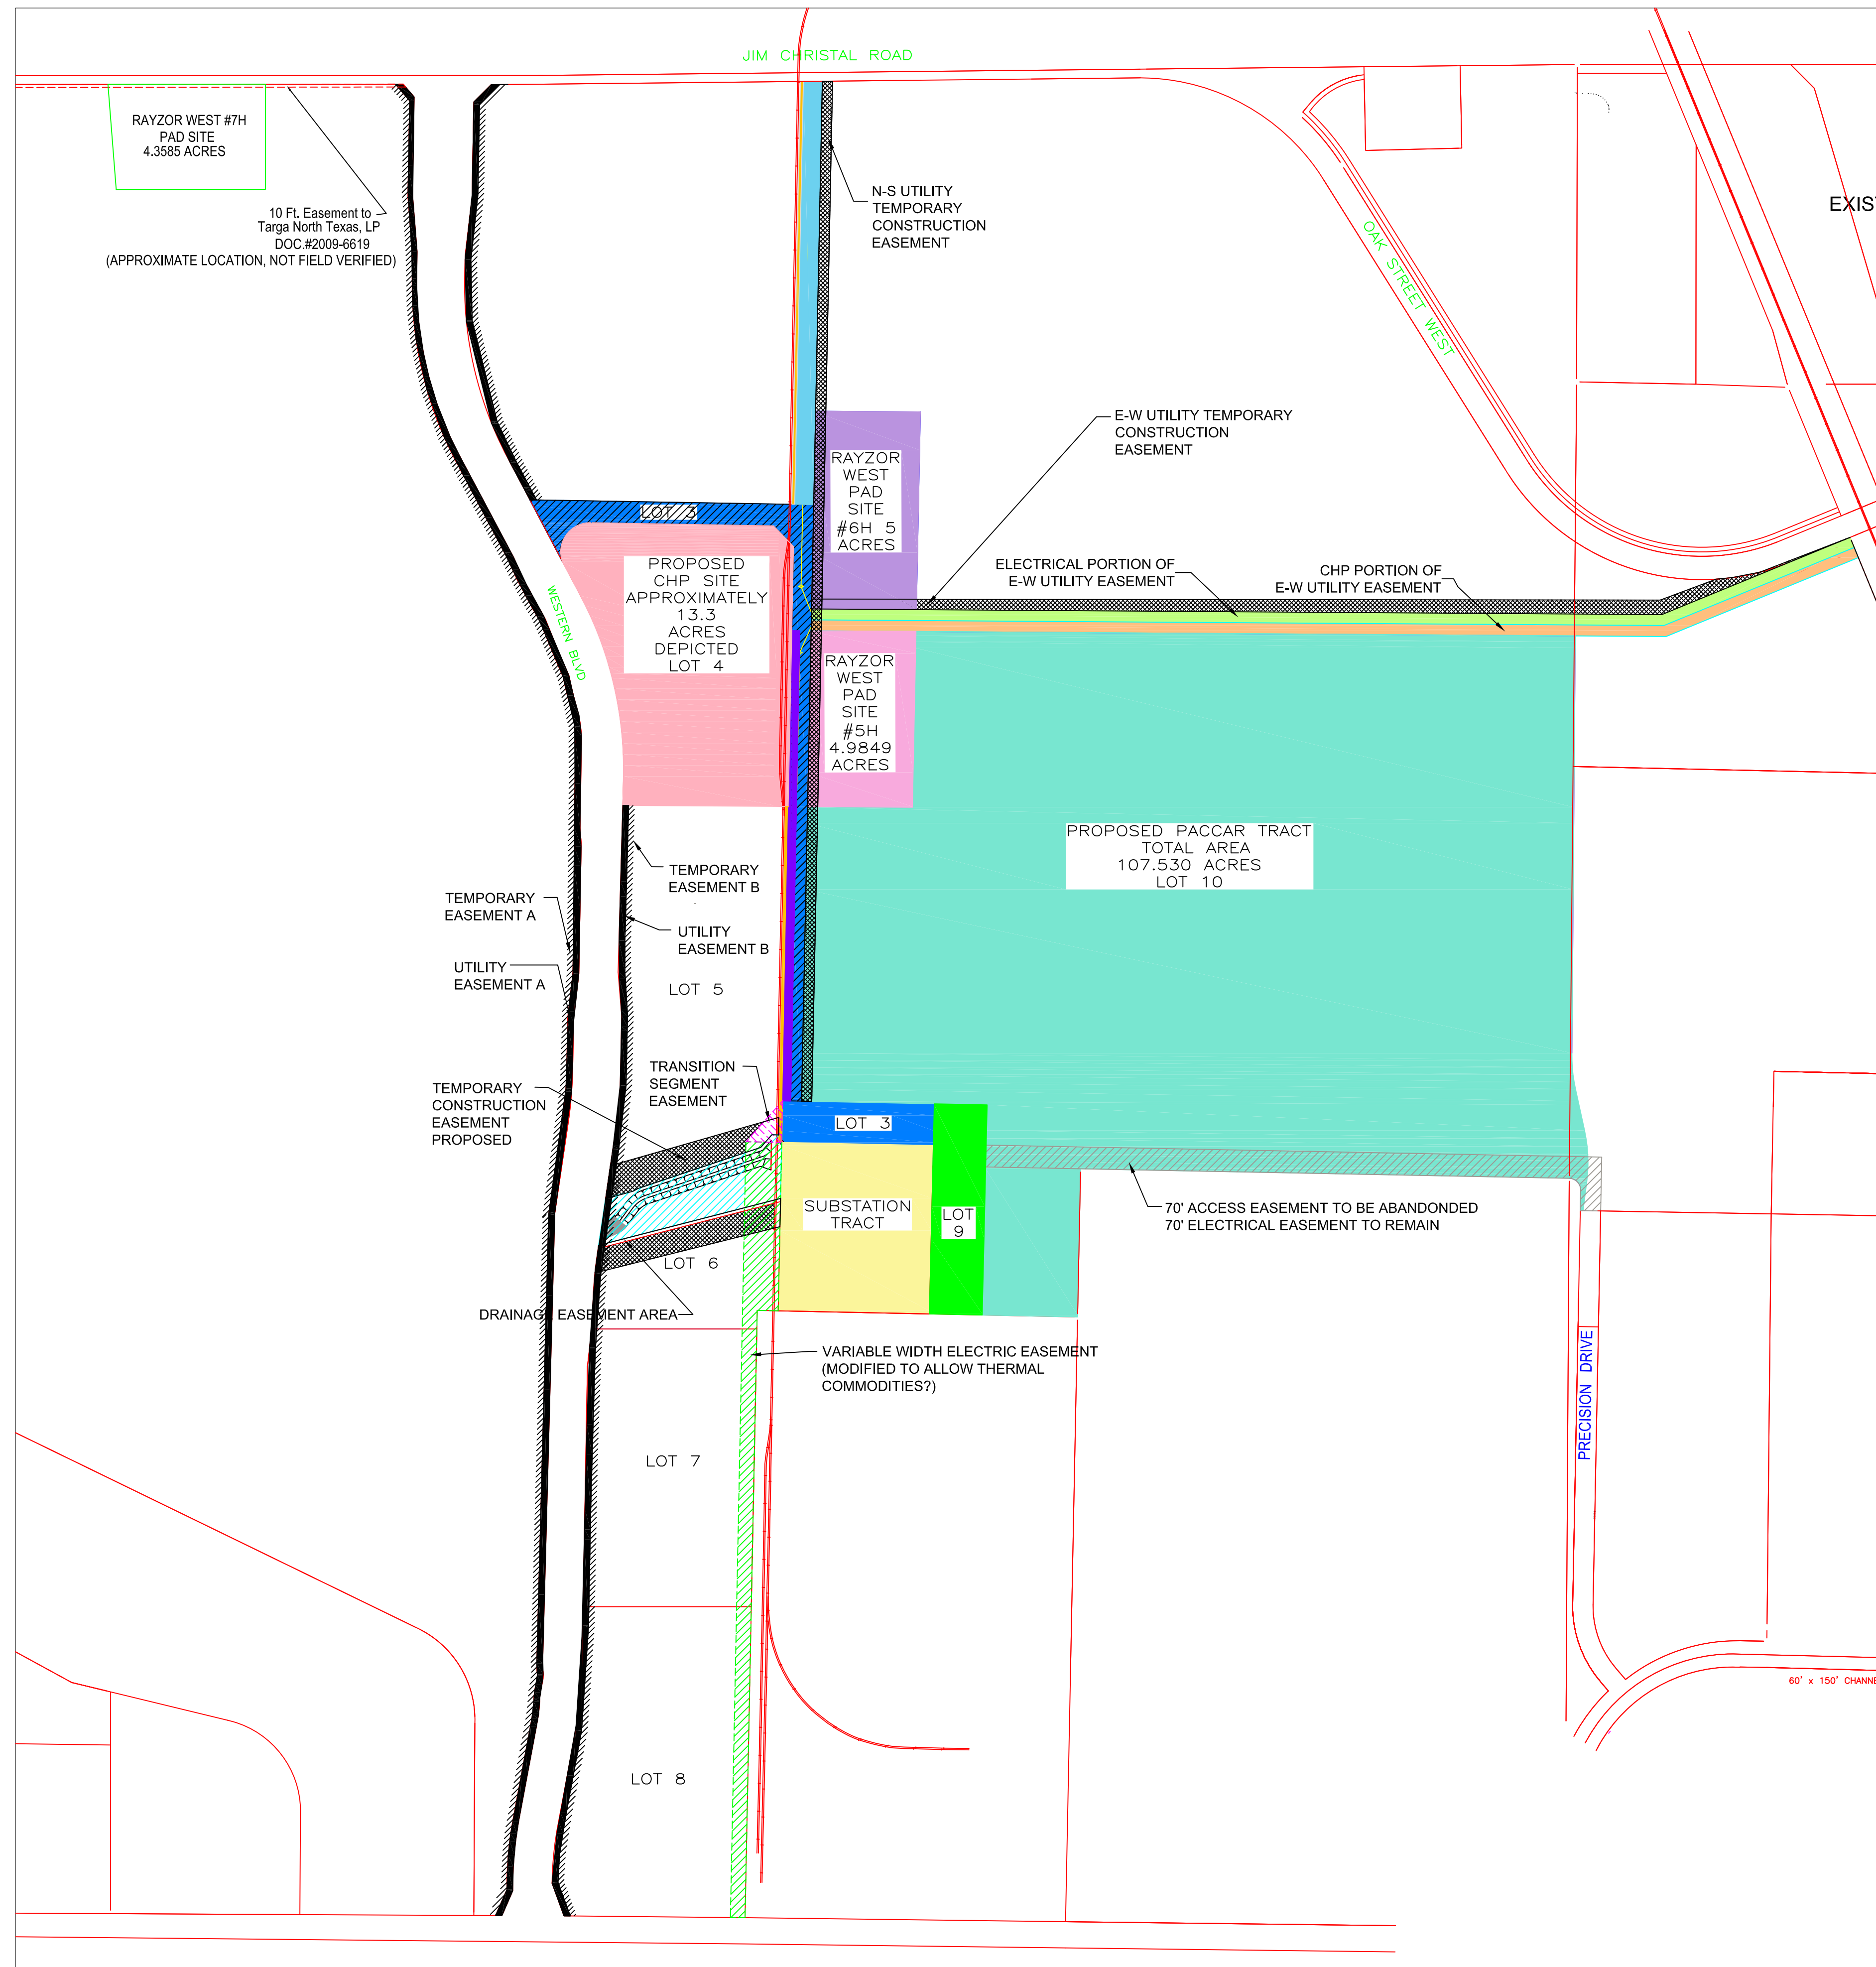 JIM CHRISTAL ROAD
RAYZOR WEST #7H
PAD SITE
4.3585 ACRES
10 Ft. Easement to
Targa North Texas, LP
DOC.#2009-6619
(APPROXIMATE LOCATION, NOT FIELD VERIFIED)
N-S UTILITY
TEMPORARY
CONSTRUCTION
EASEMENT
EXIS
OAK STREET WEST
E-W UTILITY TEMPORARY
CONSTRUCTION
EASEMENT
RAYZOR
WEST
PAD
SITE
#6H 5
ACRES
LOT 3
PROPOSED
CHP SITE
APPROXIMATELY
13.3
ACRES
DEPICTED
LOT 4
ELECTRICAL PORTION OF
E-W UTILITY EASEMENT
CHP PORTION OF
E-W UTILITY EASEMENT
WESTERN BLVD
RAYZOR
WEST
PAD
SITE
#5H
4.9849
ACRES
PROPOSED PACCAR TRACT
TOTAL AREA
107.530 ACRES
LOT 10
TEMPORARY
EASEMENT B
TEMPORARY
EASEMENT A
UTILITY
EASEMENT B
UTILITY
EASEMENT A
LOT 5
TRANSITION
SEGMENT
EASEMENT
TEMPORARY
CONSTRUCTION
EASEMENT
PROPOSED
LOT 3
SUBSTATION
TRACT
LOT
9
70' ACCESS EASEMENT TO BE ABANDONDED
70' ELECTRICAL EASEMENT TO REMAIN
LOT 6
DRAINAGE EASEMENT AREA
VARIABLE WIDTH ELECTRIC EASEMENT
(MODIFIED TO ALLOW THERMAL
COMMODITIES?)
PRECISION DRIVE
LOT 7
60' x 150' CHANNE
LOT 8